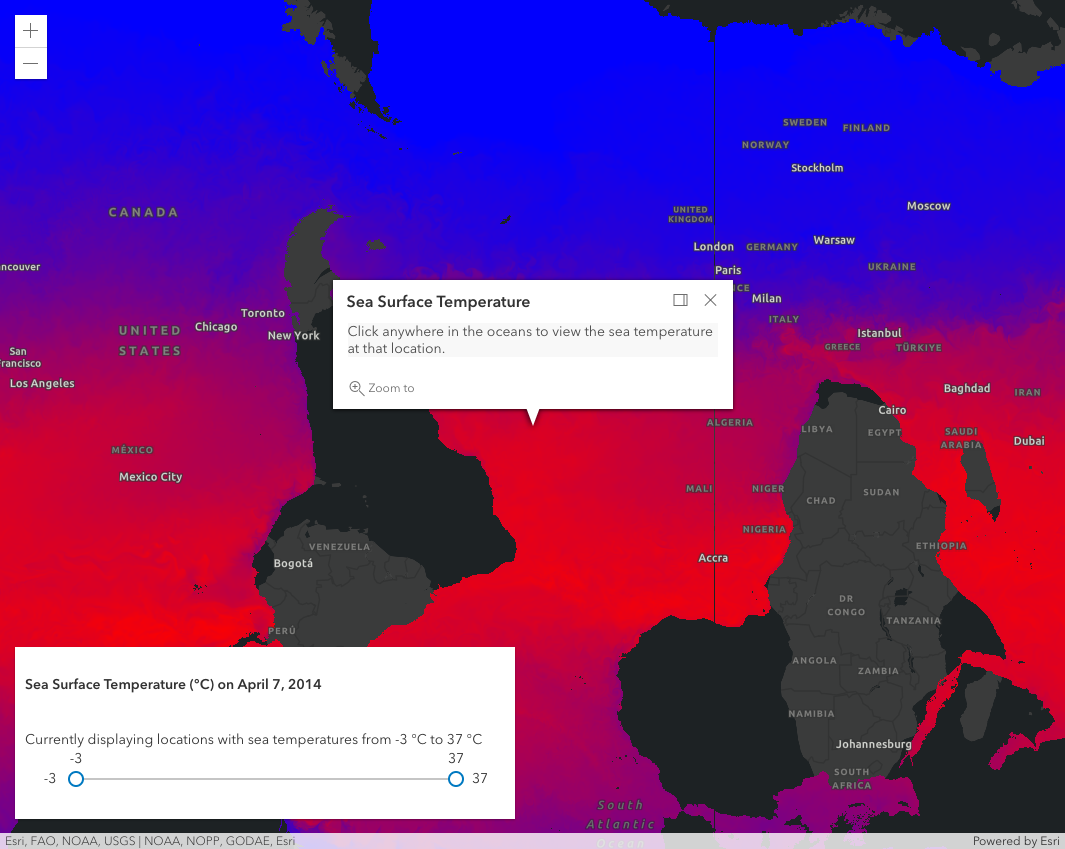 SWEDEN
FINLAND
NORWAY
Stockholm
CANADA
UNITED
KINGDOM
Moscow
London
GERMANY
Warsaw
ncouver
Paris
UKRAINE
Sea Surface Temperature
Click anywhere in the oceans to view the sea temperature
at that location.
Zoom to
NCE
Milan
Toronto
ITALY
UNITED
STATES
Chicago
New York
Istanbul
GREECE
TÜRKIYE
San
Francisco
Los Angeles
Baghdad
IRAN
Cairo
ALGERIA
LIBYA
EGYPT
SAUDI
ARABIA
Dubai
MÉXICO
Mexico City
MALI
NIGER
CHAD
SUDAN
NIGERIA
VENEZUELA
ETHIOPIA
Bogotá
Accra
DR
CONGO
TANZANIA
PERÚ
ANGOLA
ZAMBIA
NAMIBIA
Johannesburg
SOUTH
AFRICA
South
Atlantic
Ocean
Sea Surface Temperature (°C) on April 7, 2014
Currently displaying locations with sea temperatures from -3 °C to 37 °C
-3 37
-3 37
Esri, FAO, NOAA, USGS | NOAA, NOPP, GODAE, Esri
Powered by Esri